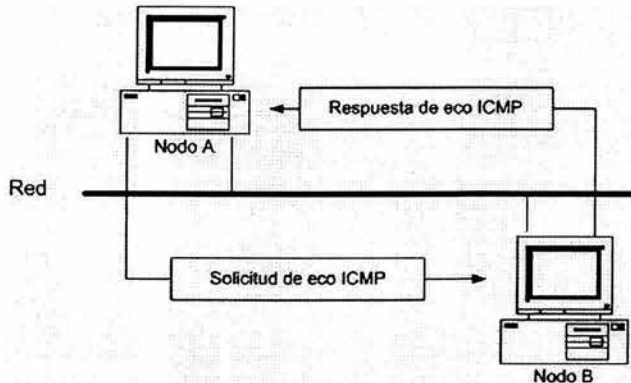 Respuesta de eco ICMP
Nodo A
Red
Solicitud de eco ICMP
Nodo B